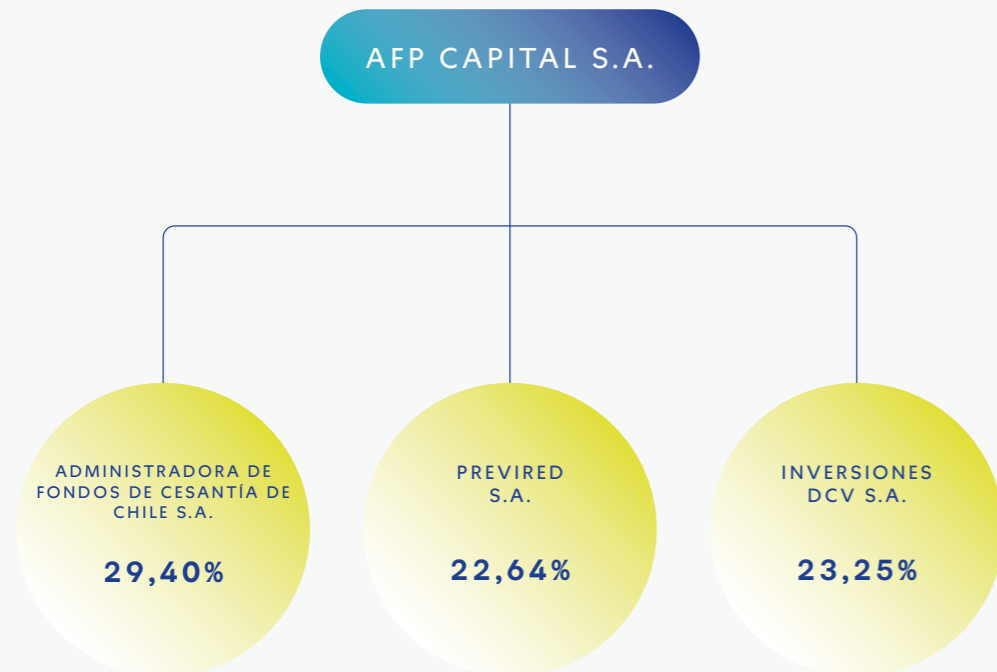 AFP CAPITAL S.A.
ADMINISTRADORA DE
FONDOS DE CESANTÍA DE
CHILE S.A.
29,40%
PREVIRED
S.A.
22,64%
INVERSIONES
DCV S.A.
23,25%